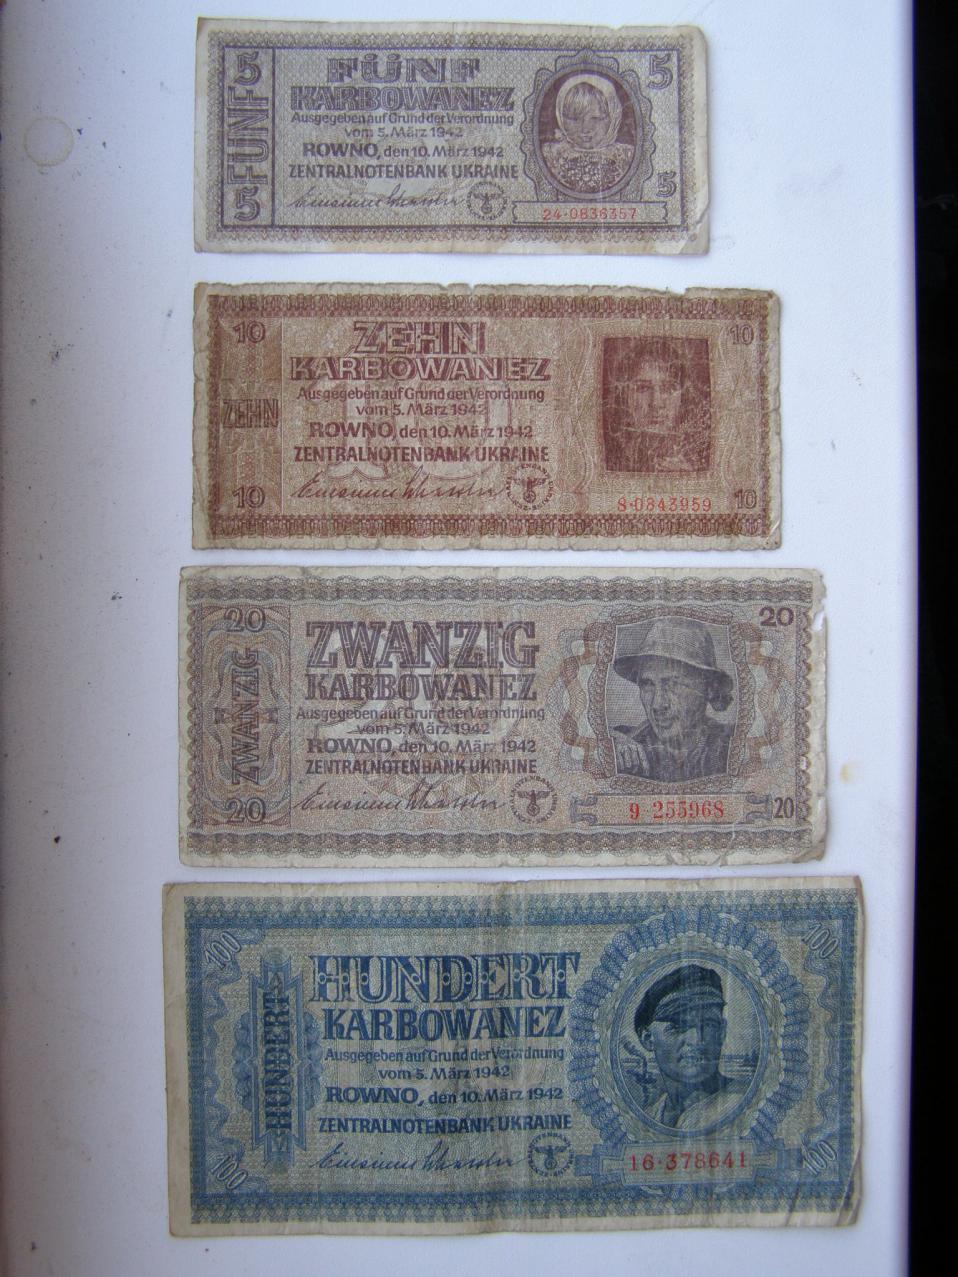 5 FÜNF 5
FÜNF
KARBOWANEZ
Ausgegeben auf Grund der Verordnung
vom 5. März 1942
ROWNO, den 10. März 1942
ZENTRALNOTENBANK UKRAINE
5
5
24·0836357
10
ZEHN
10
ZEHN
KARBOWANEZ
Ausgegeben auf Grund der Verordnung
vom 5. März 1942
ROWNO, den 10. März 1942
ZENTRALNOTENBANK UKRAINE
10
8·0843959
10
20
ZWANZIG
20
ZWANZIG
KARBOWANEZ
Ausgegeben auf Grund der Verordnung
vom 5. März 1942
ROWNO, den 10. März 1942
ZENTRALNOTENBANK UKRAINE
20
9·255968
20
100
HUNDERT
100
HUNDERT
KARBOWANEZ
Ausgegeben auf Grund der Verordnung
vom 5. März 1942
ROWNO, den 10. März 1942
ZENTRALNOTENBANK UKRAINE
100
16·378641
100